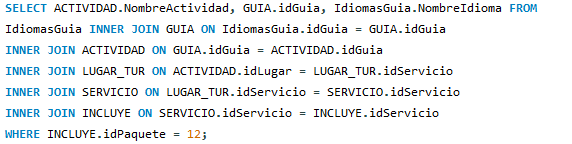 SELECT ACTIVIDAD.NombreActividad, GUIA.idGuia, IdiomasGuia.NombreIdioma FROM
IdiomasGuia INNER JOIN GUIA ON IdiomasGuia.idGuia = GUIA.idGuia
INNER JOIN ACTIVIDAD ON GUIA.idGuia = ACTIVIDAD.idGuia
INNER JOIN LUGAR_TUR ON ACTIVIDAD.idLugar = LUGAR_TUR.idServicio
INNER JOIN SERVICIO ON LUGAR_TUR.idServicio = SERVICIO.idServicio
INNER JOIN INCLUYE ON SERVICIO.idServicio = INCLUYE.idServicio
WHERE INCLUYE.idPaquete = 12;